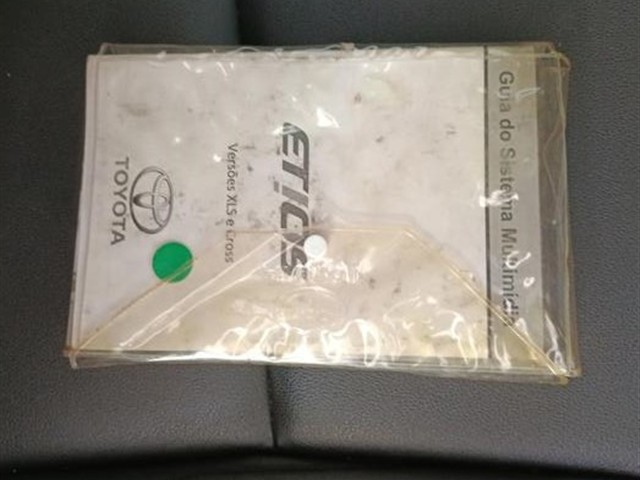 Guia do Sistema Multimídia
ETIOS
Versões XLS e Cross
TOYOTA